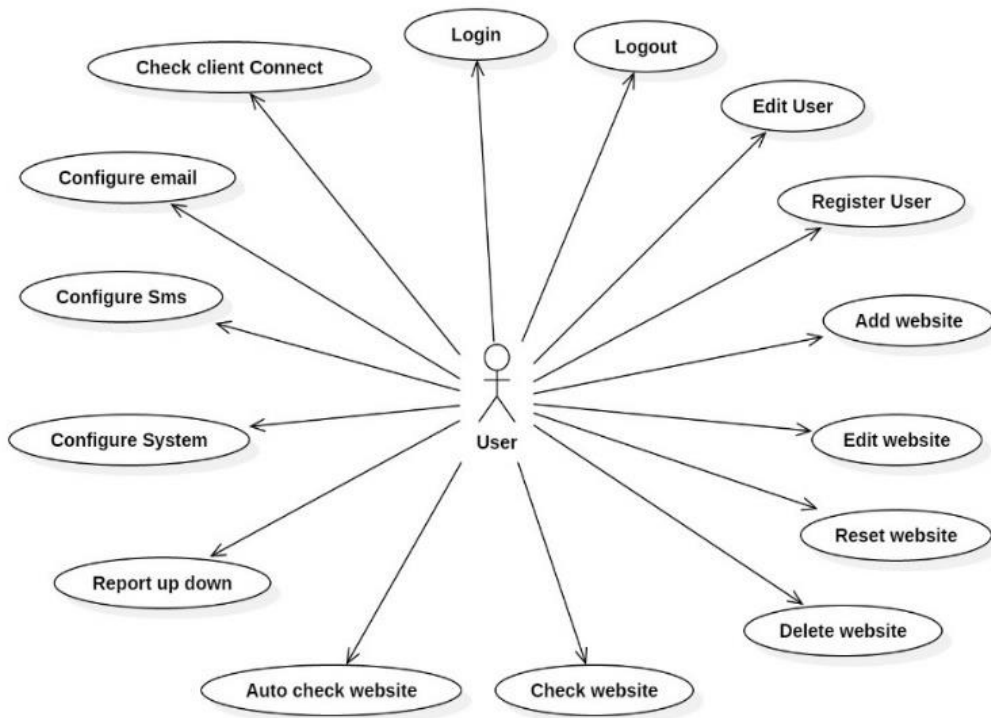 Login
Logout
Check client Connect
Edit User
Configure email
Register User
Configure Sms
Add website
User
Configure System
Edit website
Reset website
Report up down
Delete website
Auto check website
Check website